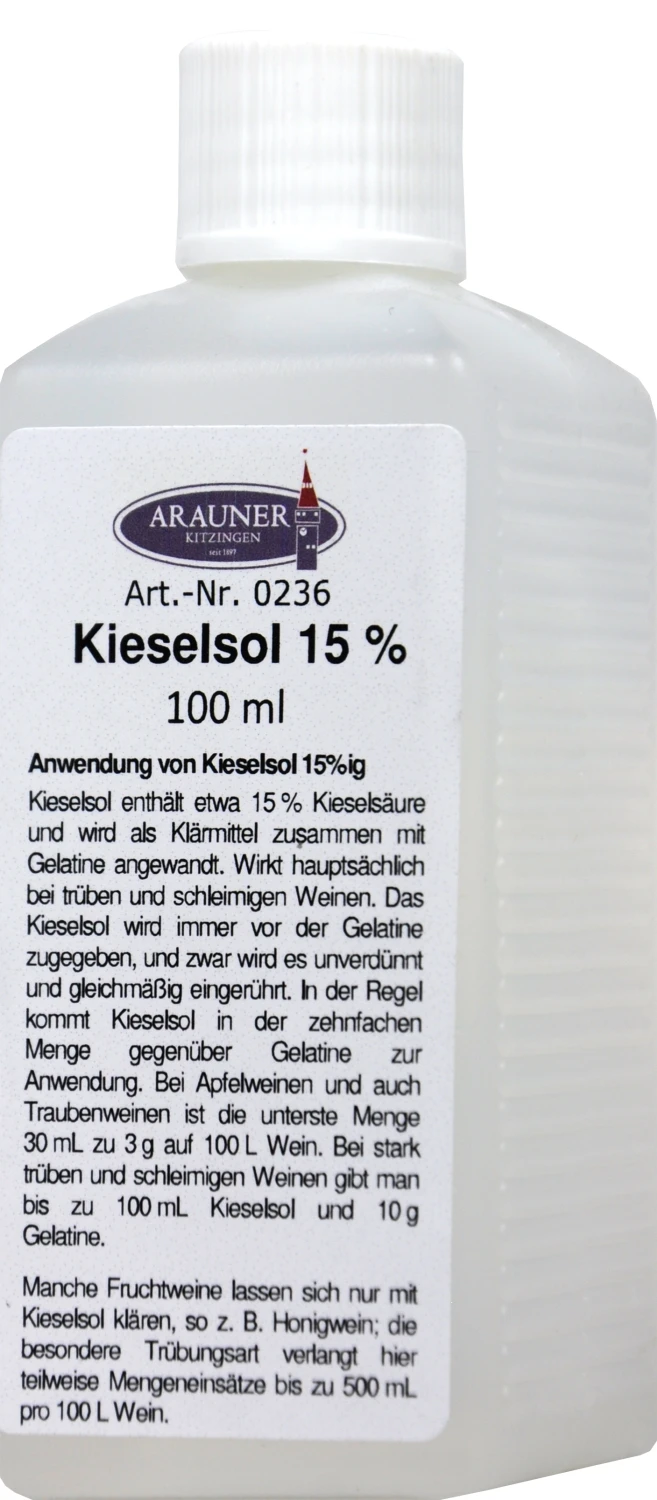 ARAUNER
KITZINGEN
seit 1897
Art.-Nr. 0236
Kieselsol 15 %
100 ml
Anwendung von Kieselsol 15%ig
Kieselsol enthält etwa 15 % Kieselsäure
und wird als Klärmittel zusammen mit
Gelatine angewandt. Wirkt hauptsächlich
bei trüben und schleimigen Weinen. Das
Kieselsol wird immer vor der Gelatine
zugegeben, und zwar wird es unverdünnt
und gleichmäßig eingerührt. In der Regel
kommt Kieselsol in der zehnfachen
Menge gegenüber Gelatine zur
Anwendung. Bei Apfelweinen und auch
Traubenweinen ist die unterste Menge
30 mL zu 3 g auf 100 L Wein. Bei stark
trüben und schleimigen Weinen gibt man
bis zu 100 mL Kieselsol und 10 g
Gelatine.
Manche Fruchtweine lassen sich nur mit
Kieselsol klären, so z. B. Honigwein; die
besondere Trübungsart verlangt hier
teilweise Mengeneinsätze bis zu 500 mL
pro 100 L Wein.